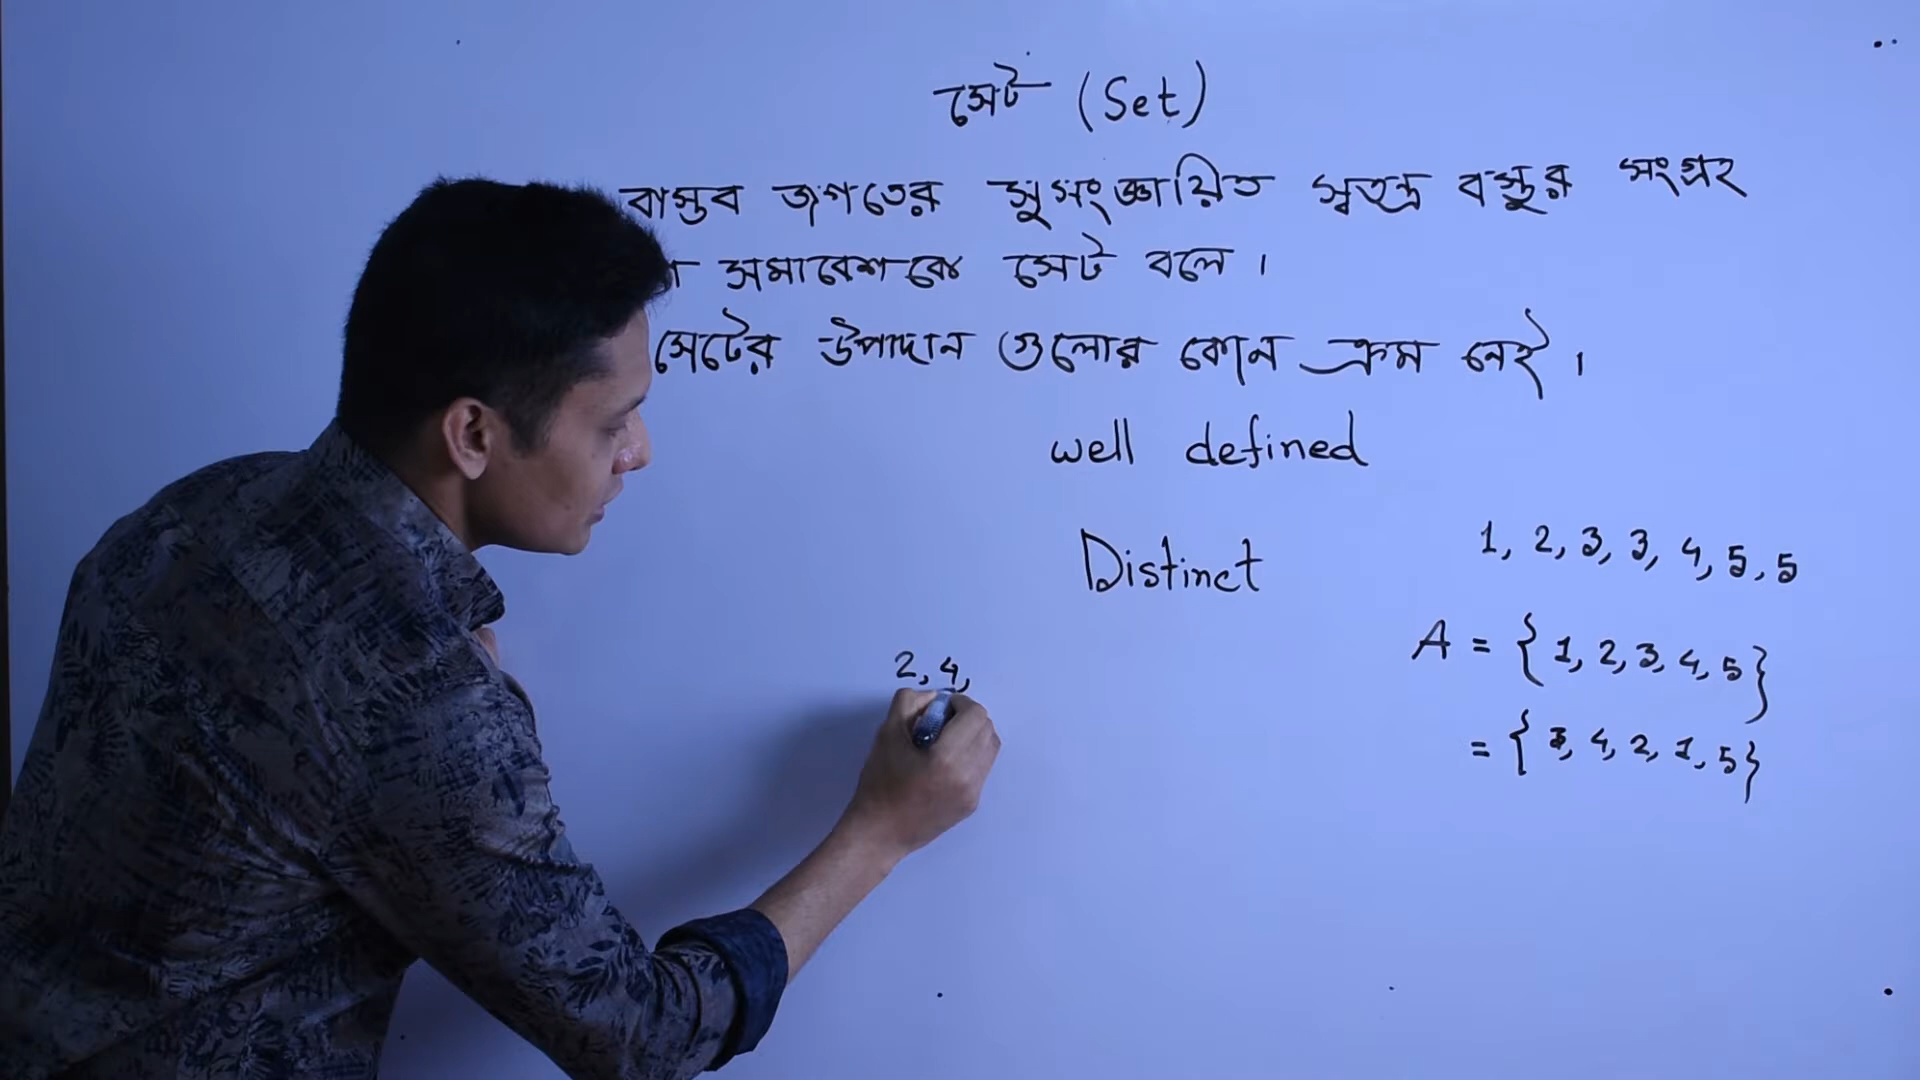 সেট (Set)
বাস্তব জগতের সুসংজ্ঞায়িত স্বতন্ত্র বস্তুর সংগ্রহ
সমাবেশকে সেট বলে।
সেটের উপাদান গুলোর কোন ক্রম নেই।
well defined
Distinct
1, 2, 3, 3, 4, 5, 5
A = {1, 2, 3, 4, 5}
= {3, 4, 2, 1, 5}
2, 4,